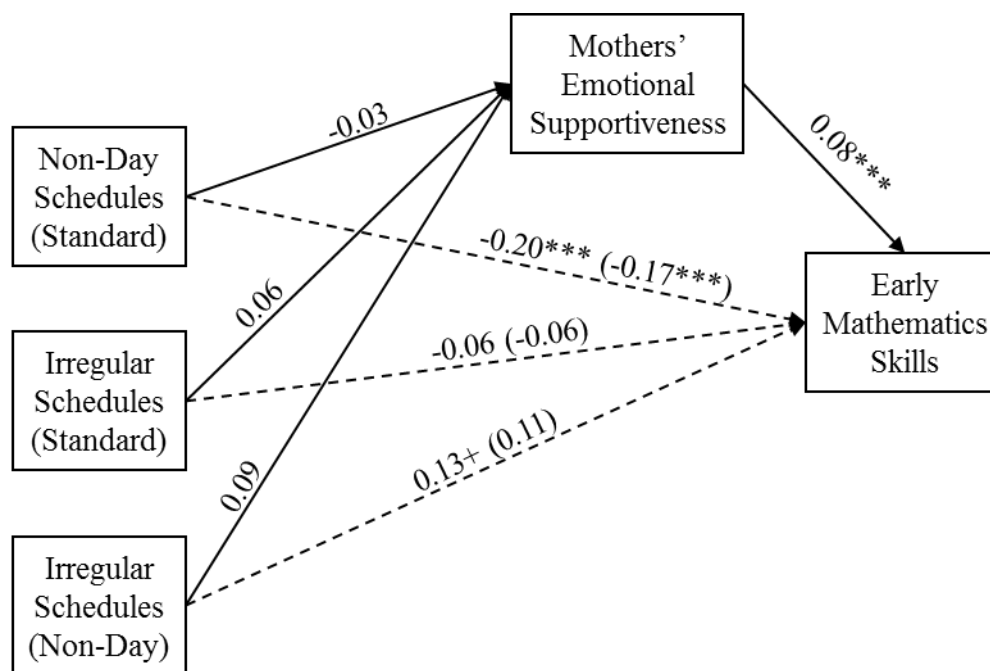 Mothers’
Emotional
Supportiveness
-0.03
0.08***
Non-Day
Schedules
(Standard)
-0.20*** (-0.17***)
Early
Mathematics
Skills
0.06
-0.06 (-0.06)
Irregular
Schedules
(Standard)
0.09
0.13+ (0.11)
Irregular
Schedules
(Non-Day)